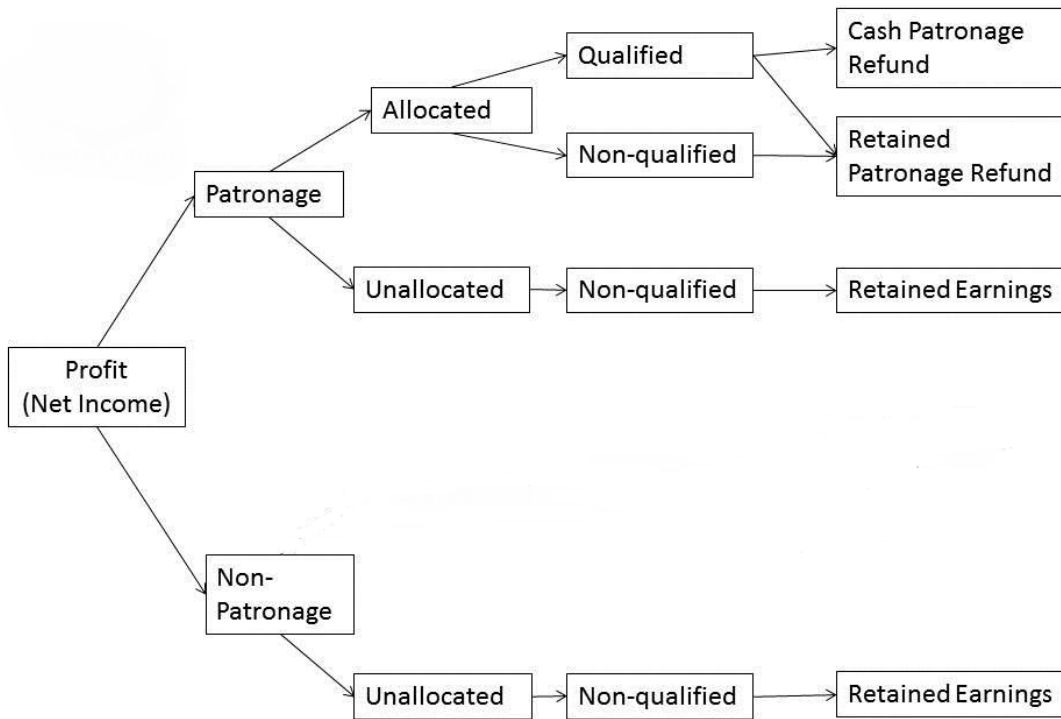 Cash Patronage
Refund
Qualified
Allocated
Retained
Patronage Refund
Non-qualified
Patronage
Unallocated
Non-qualified
Retained Earnings
Profit
(Net Income)
Non-
Patronage
Unallocated
Non-qualified
Retained Earnings